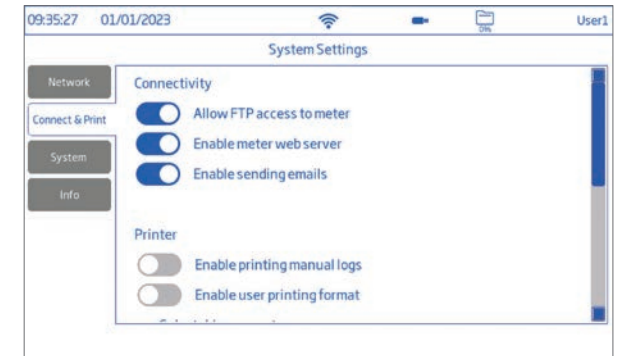 09:35:27 01/01/2023 0% User1
System Settings
Network
Connect & Print
System
Info
Connectivity
Allow FTP access to meter
Enable meter web server
Enable sending emails
Printer
Enable printing manual logs
Enable user printing format